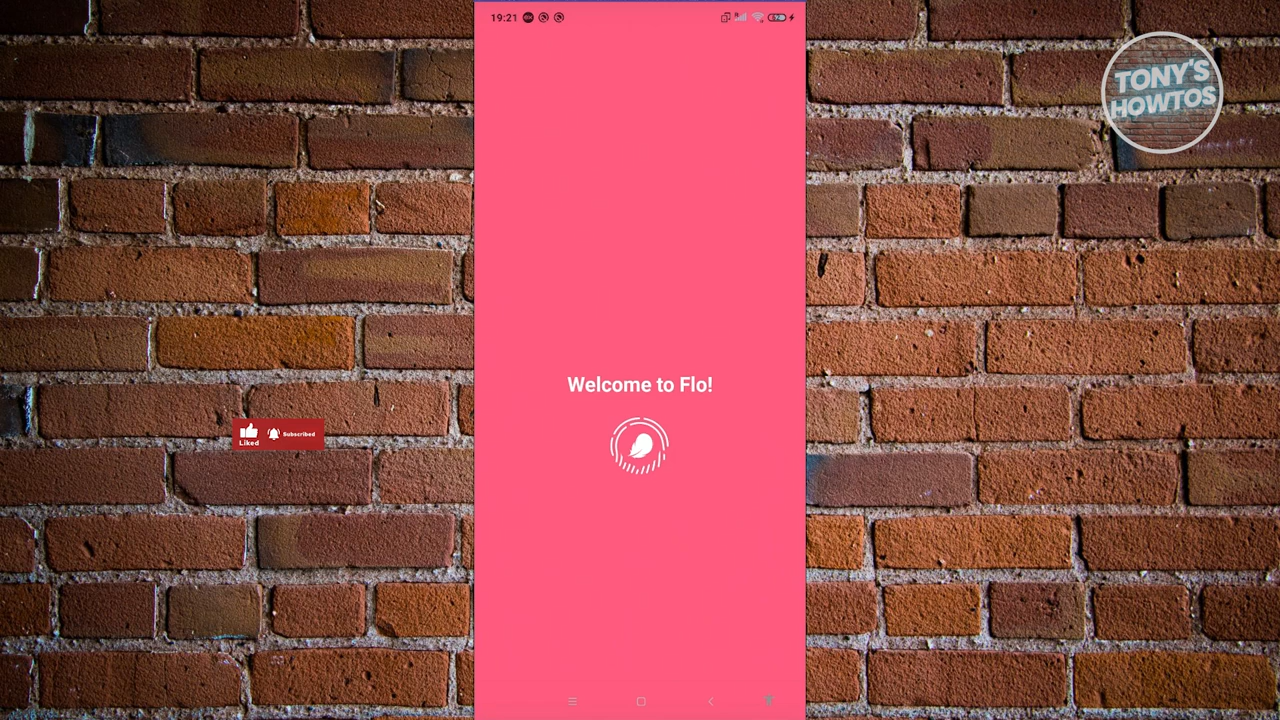 19:21
TONY'S
HOWTOS
Welcome to Flo!
Liked
Subscribed